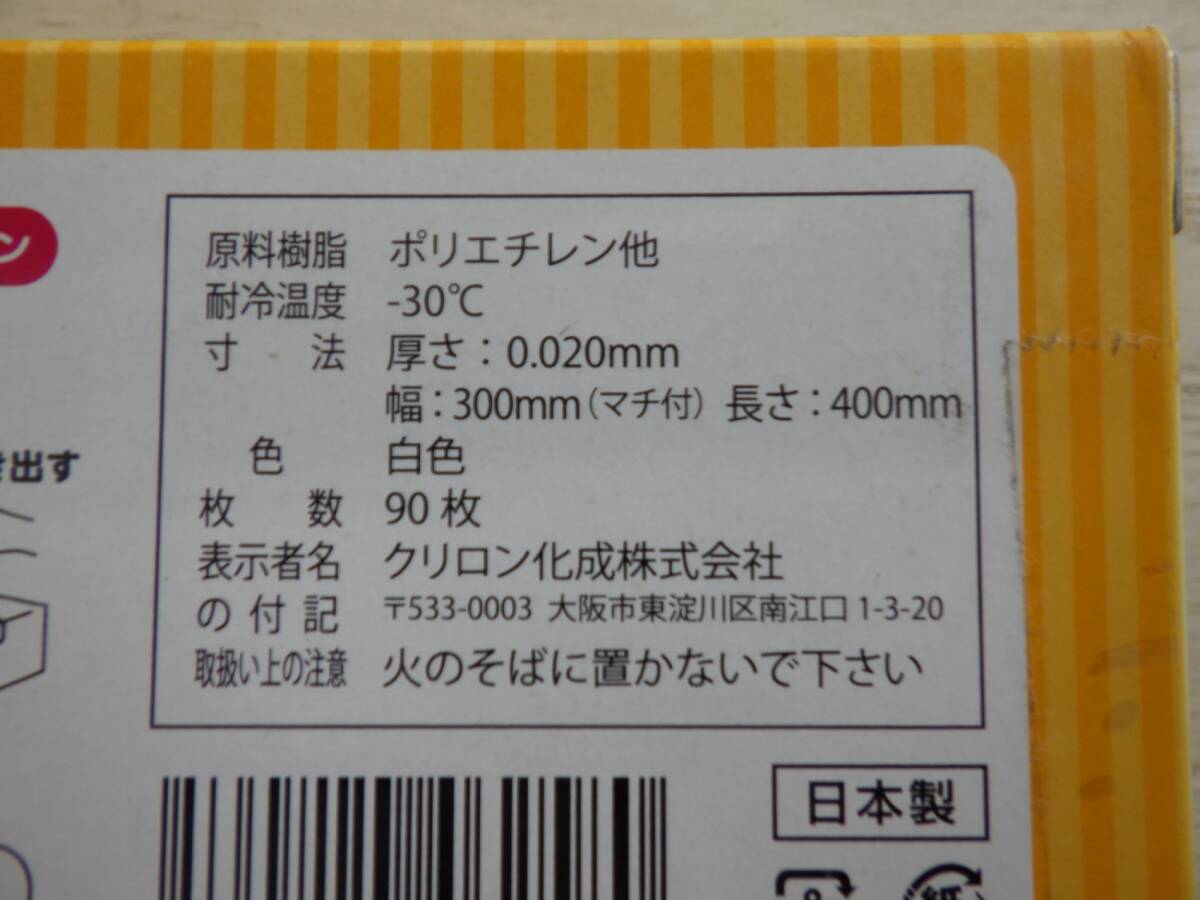 ン
原料樹脂 ポリエチレン他
耐冷温度 -30℃
寸 法 厚さ：0.020mm
幅：300mm（マチ付） 長さ：400mm
き出す
色 白色
枚 数 90 枚
表示者名 クリロン化成株式会社
の 付 記 〒533-0003 大阪市東淀川区南江口 1-3-20
取扱い上の注意 火のそばに置かないで下さい
日本製
紙